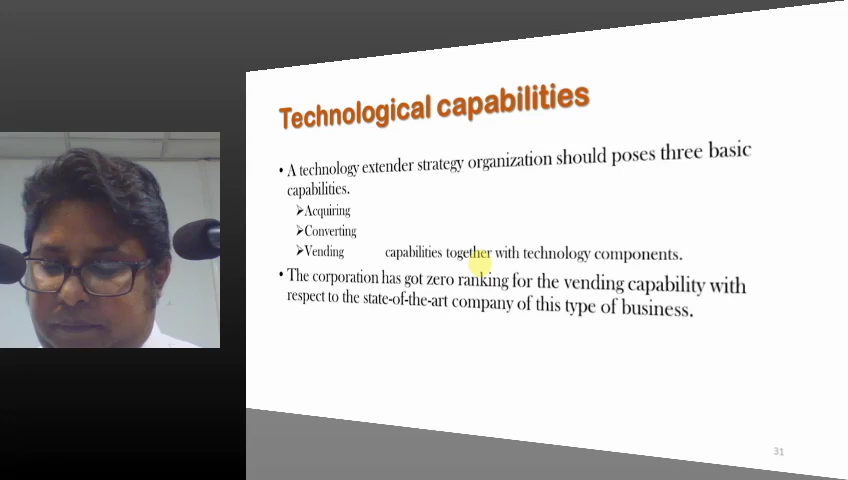 Technological capabilities
• A technology extender strategy organization should poses three basic
capabilities.
➢Acquiring
➢Converting
➢Vending capabilities together with technology components.
• The corporation has got zero ranking for the vending capability with
respect to the state-of-the-art company of this type of business.
31